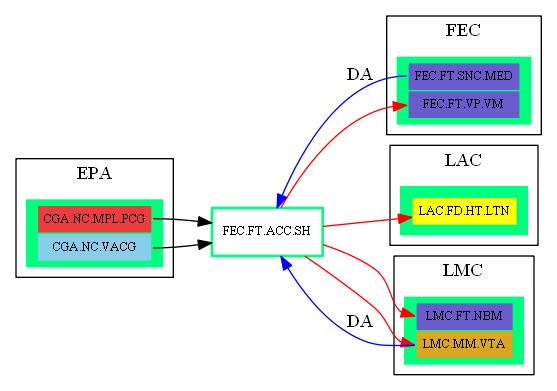 EPA
CGA.NC.MPL.PCG
CGA.NC.VACG
FEC.FT.ACC.SH
DA
FEC
FEC.FT.SNC.MED
FEC.FT.VP.VM
LAC
LAC.FD.HT.LTN
LMC
LMC.FT.NBM
LMC.MM.VTA
DA